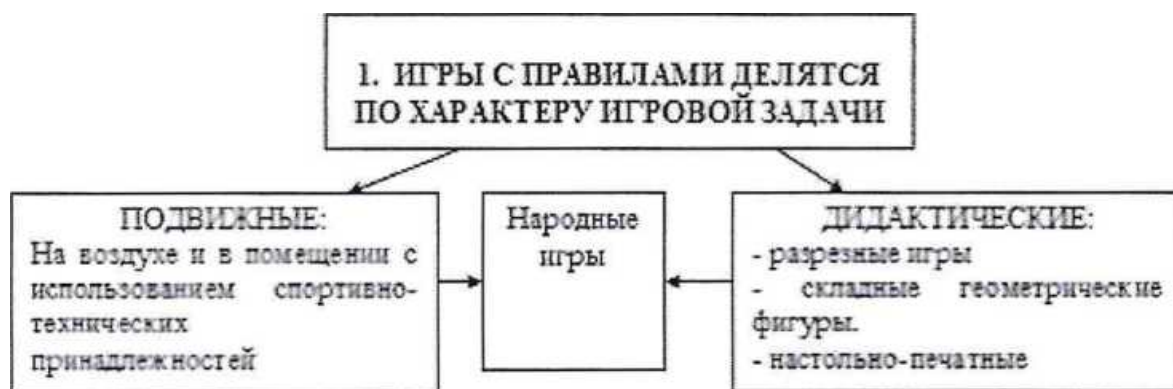 1. ИГРЫ С ПРАВИЛАМИ ДЕЛЯТСЯ
ПО ХАРАКТЕРУ ИГРОВОЙ ЗАДАЧИ
ПОДВИЖНЫЕ:
На воздухе и в помещении с
использованием спортивно-
технических
принадлежностей
Народные
игры
ДИДАКТИЧЕСКИЕ:
- разрезные игры
- складные геометрические
фигуры.
- настольно-печатные